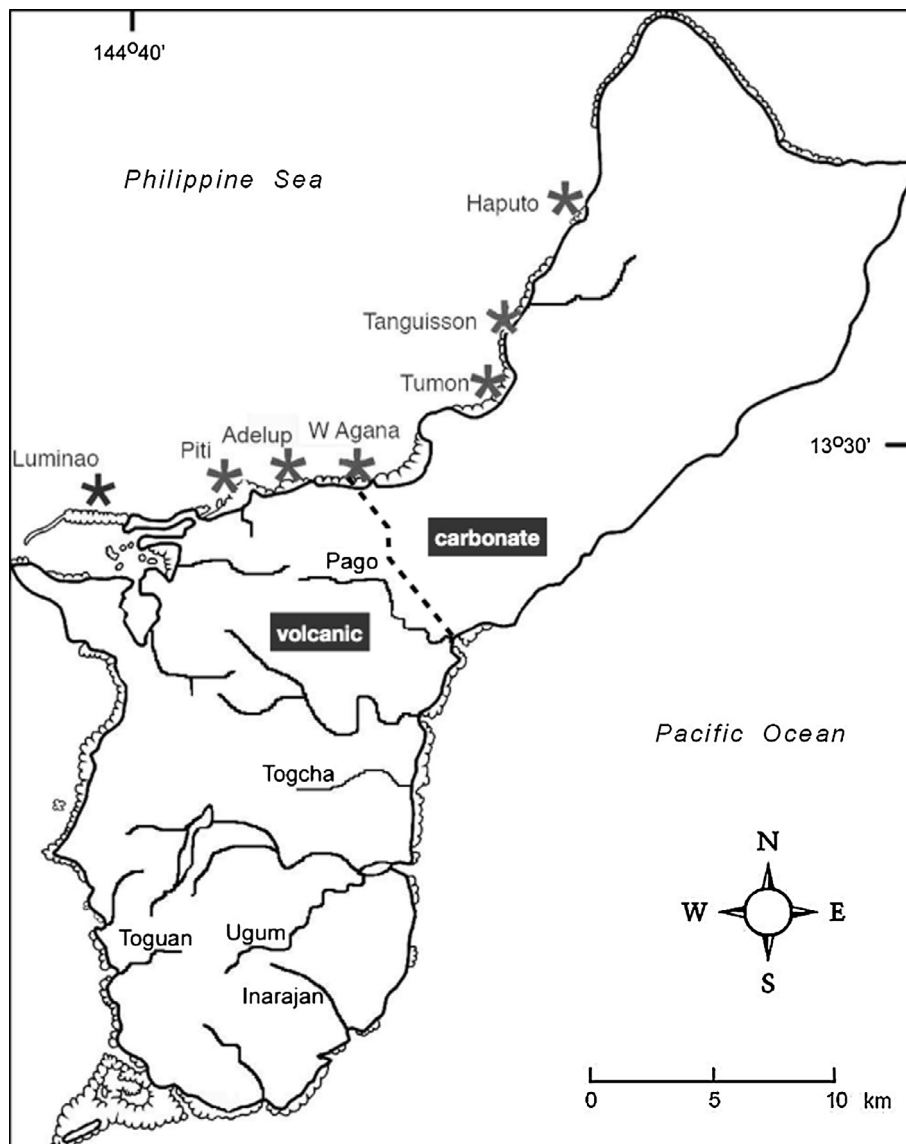 144°40'
Philippine Sea
Haputo
Tanguisson
Tumon
Adelup
W Agana
Piti
Luminao
13°30'
carbonate
Pago
volcanic
Pacific Ocean
Togcha
N
W
E
S
Toguan
Ugum
Inarajan
0 5 10 km